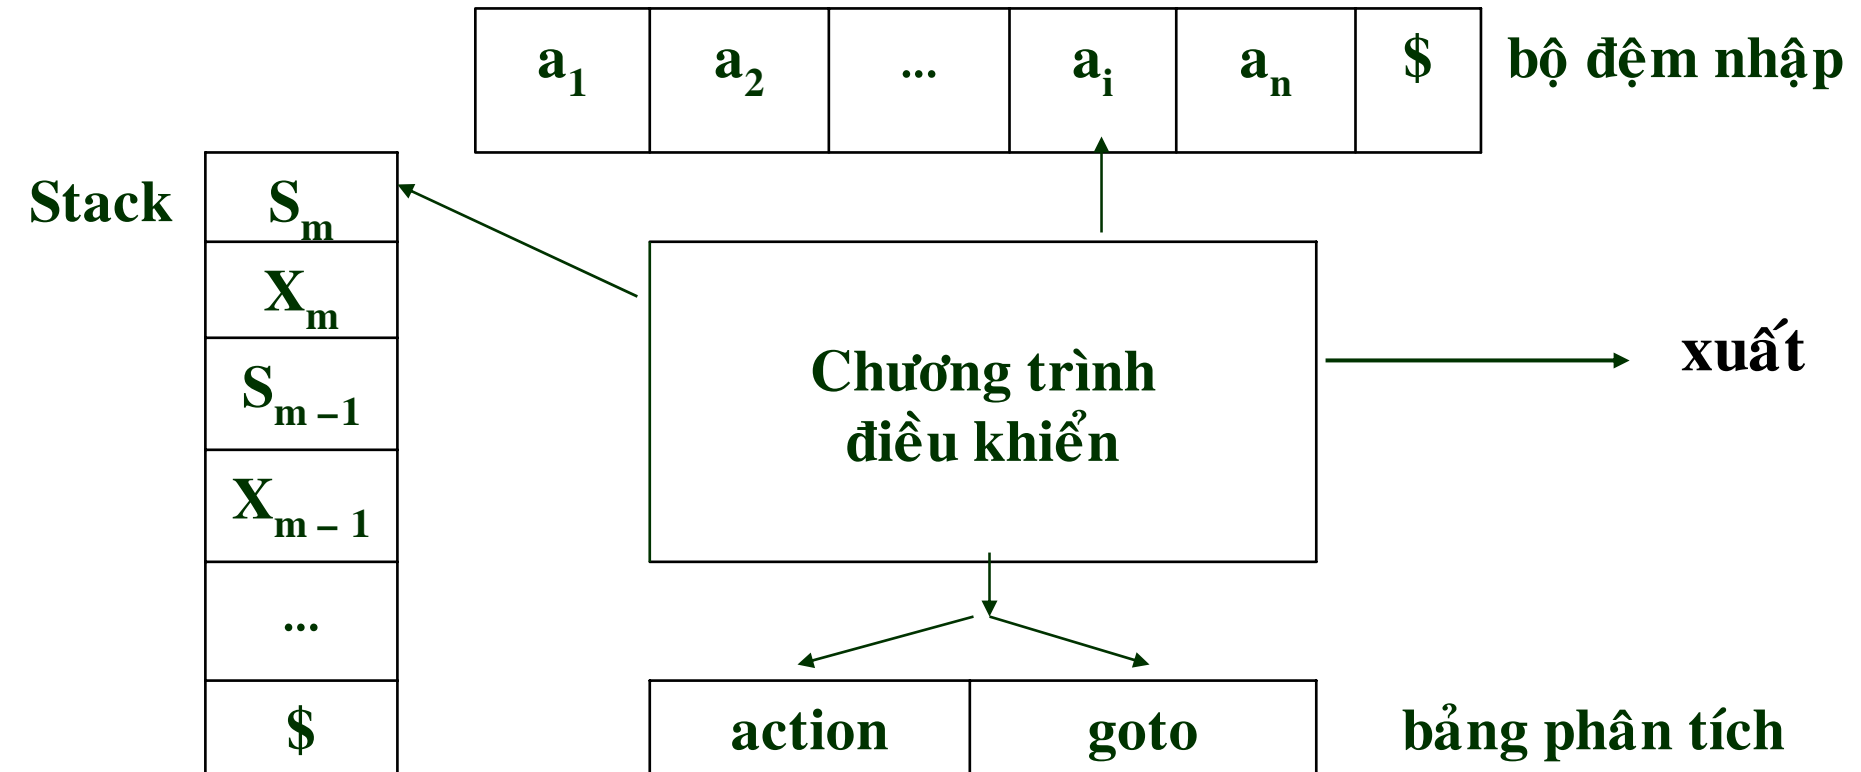 a1 a2 ... ai an $ bộ đệm nhập
Stack Sm
Xm
Sm –1
Xm – 1
...
$
Chương trình
điều khiển
xuất
action goto bảng phân tích